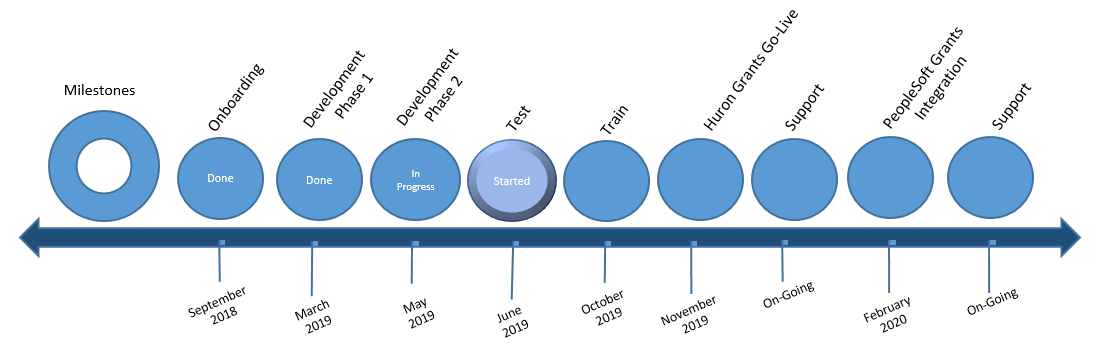 Milestones
Onboarding
Development
Phase 1
Development
Phase 2
Test
Train
Huron Grants Go-Live
Support
PeopleSoft Grants
Integration
Support
Done
Done
In
Progress
Started
September
2018
March
2019
May
2019
June
2019
October
2019
November
2019
On-Going
February
2020
On-Going